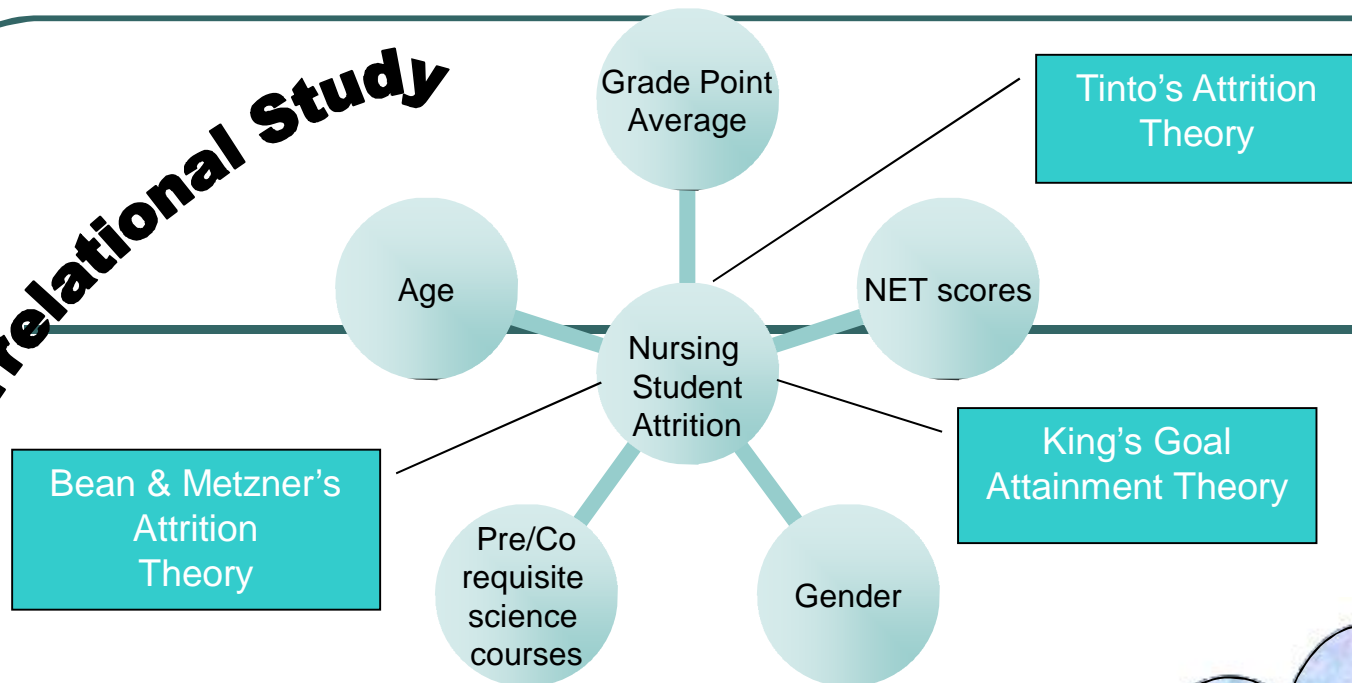 relational Study
Grade Point
Average
Tinto's Attrition
Theory
Age
NET scores
Nursing
Student
Attrition
King's Goal
Attainment Theory
Bean & Metzner's
Attrition
Theory
Pre/Co
requisite
science
courses
Gender